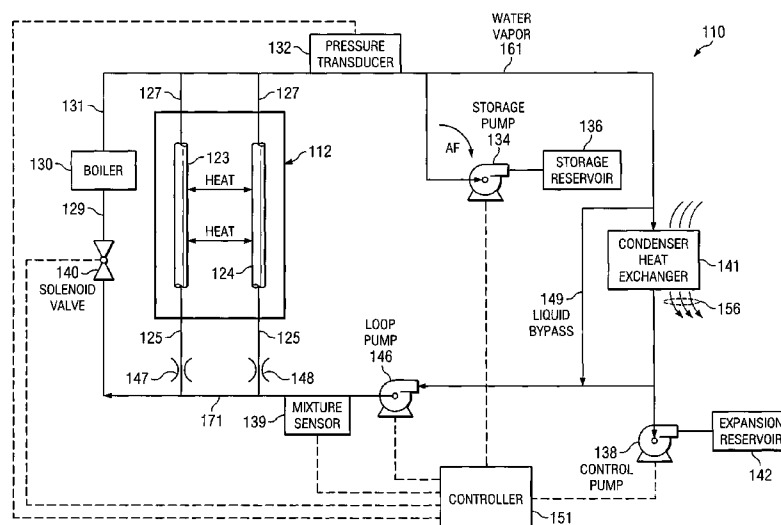 132
PRESSURE
TRANSDUCER
WATER
VAPOR
161
110
131
127
127
STORAGE
PUMP
134
136
STORAGE
RESERVOIR
AF
123
112
130
BOILER
HEAT
129
HEAT
124
CONDENSER
HEAT
EXCHANGER
141
140
SOLENOID
VALVE
149
LIQUID
BYPASS
156
125
125
LOOP
PUMP
146
147
148
171
139
MIXTURE
SENSOR
138
CONTROL
PUMP
EXPANSION
RESERVOIR
142
CONTROLLER
151